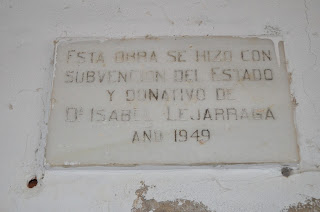 ESTA OBRA SE HIZO CON
SUBVENCION DEL ESTADO
Y DONATIVO DE
Dª ISABEL LEJARRAGA
AÑO 1949